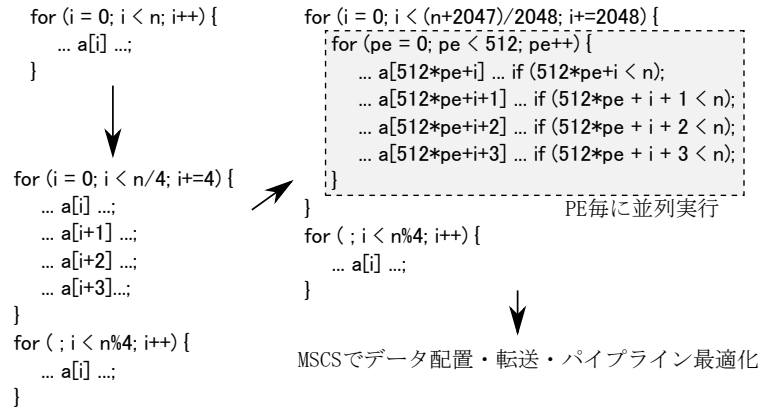 for (i = 0; i < n; i++) {
... a[i] ...;
}
for (i = 0; i < n/4; i+=4) {
... a[i] ...;
... a[i+1] ...;
... a[i+2] ...;
... a[i+3]...;
}
for ( ; i < n%4; i++) {
... a[i] ...;
}
for (i = 0; i < (n+2047)/2048; i+=2048) {
for (pe = 0; pe < 512; pe++) {
... a[512*pe+i] ... if (512*pe+i < n);
... a[512*pe+i+1] ... if (512*pe + i + 1 < n);
... a[512*pe+i+2] ... if (512*pe + i + 2 < n);
... a[512*pe+i+3] ... if (512*pe + i + 3 < n);
}
}
PE毎に並列実行
for ( ; i < n%4; i++) {
... a[i] ...;
}
MSCSでデータ配置・転送・パイプライン最適化